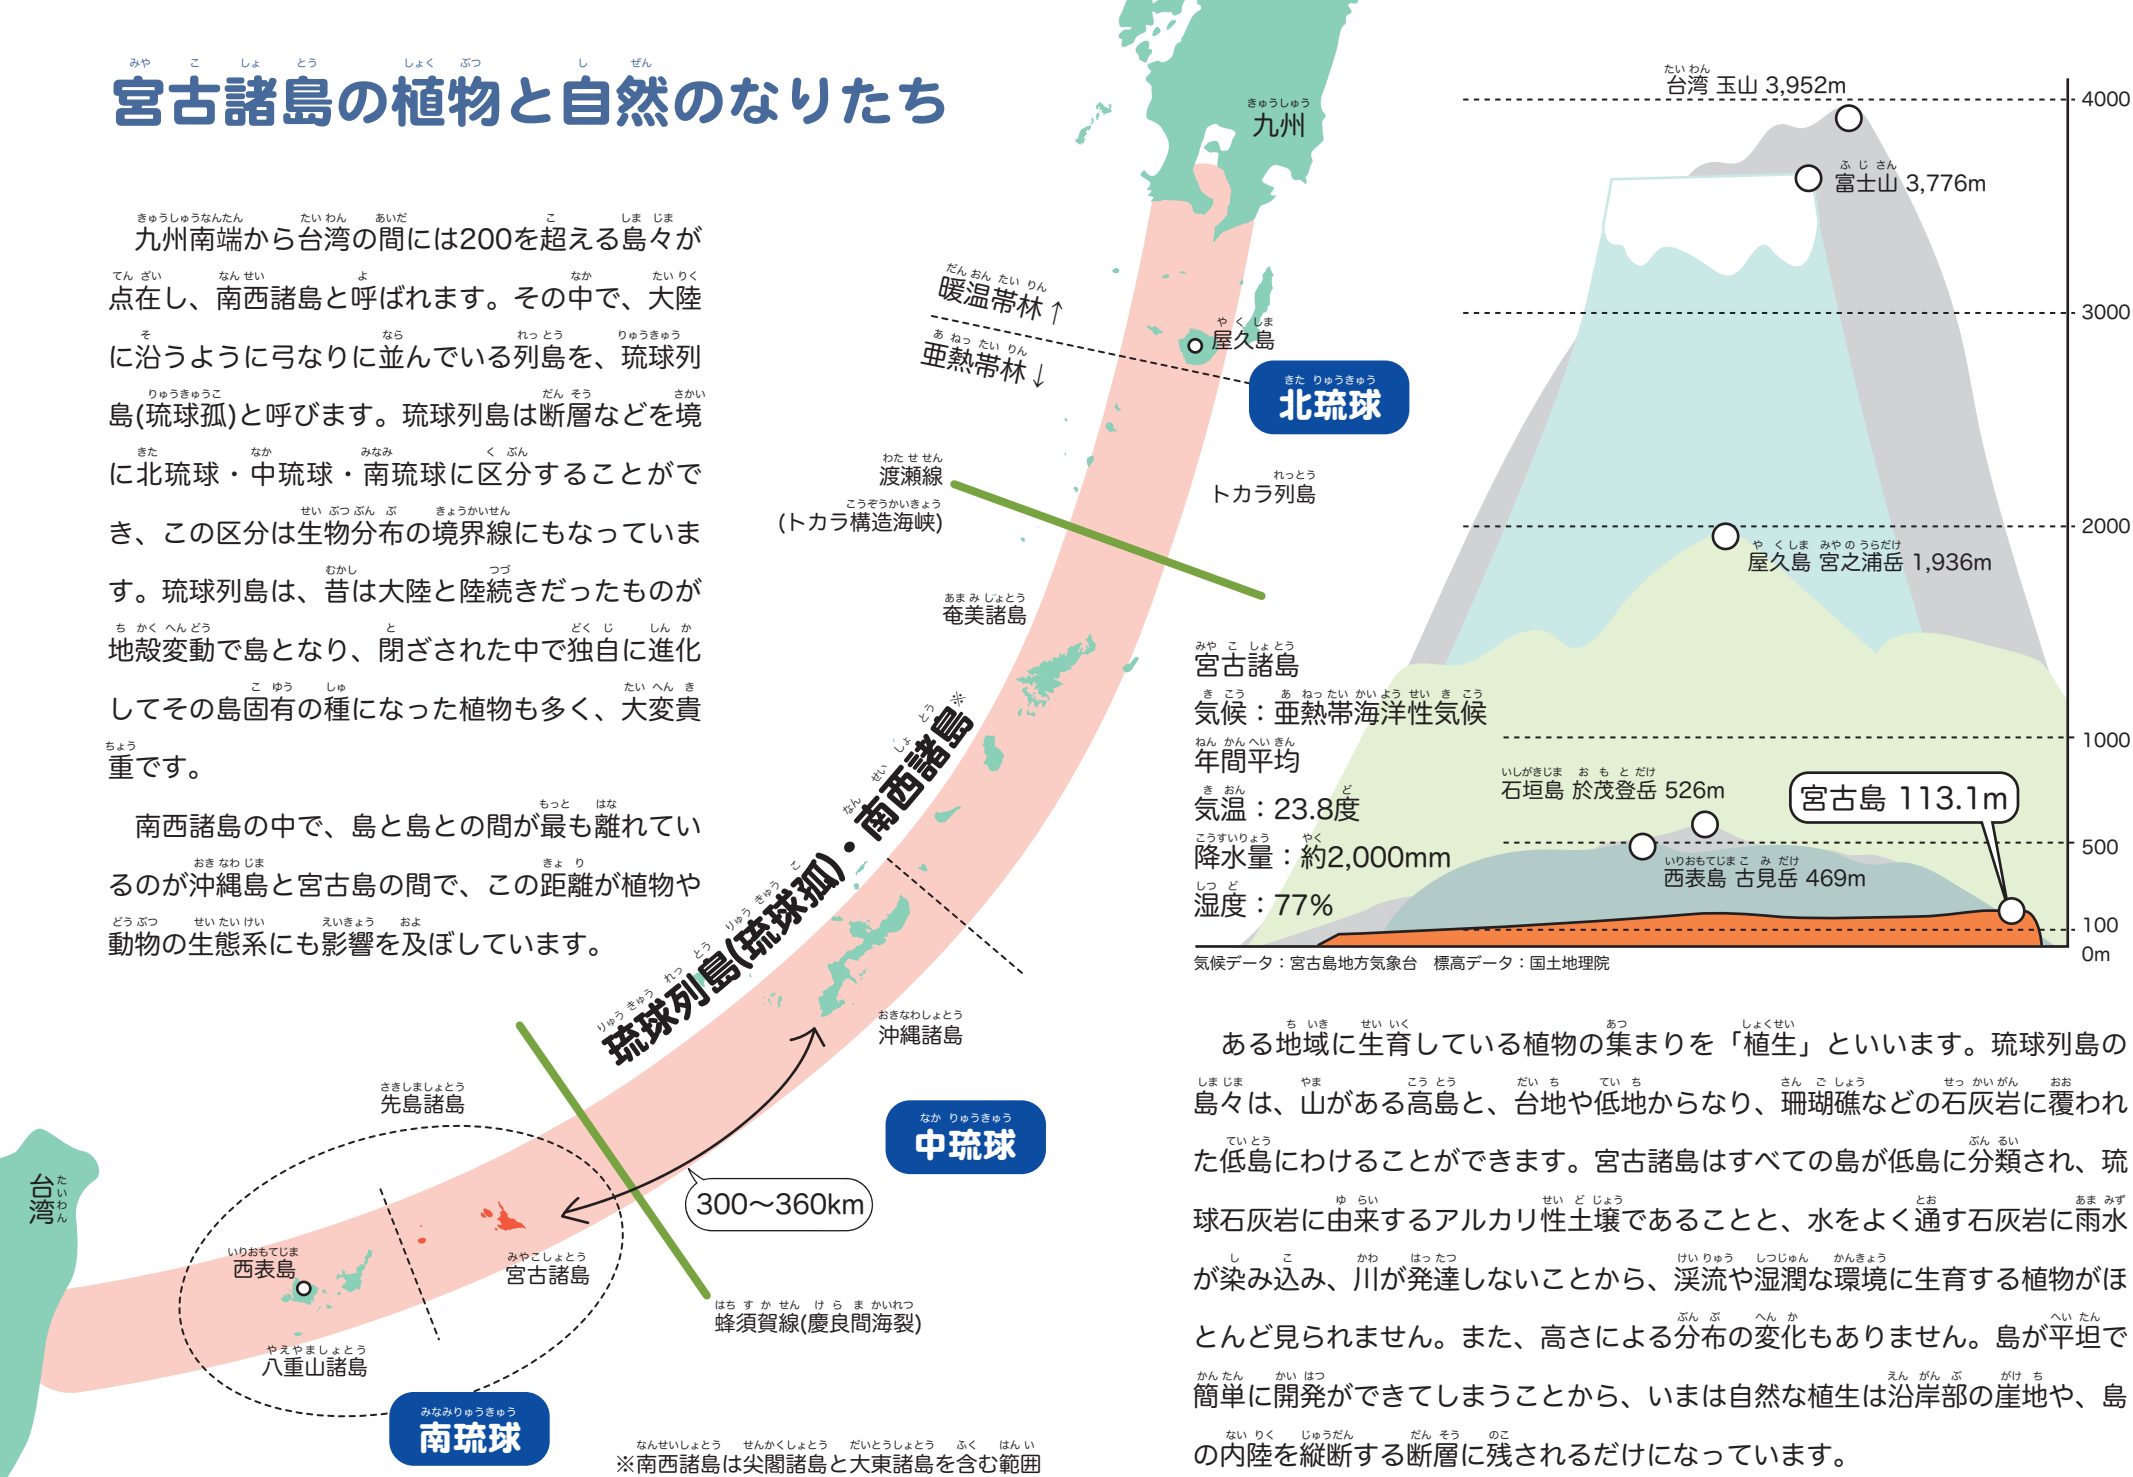 宮古諸島の植物と自然のなりたち
九州南端から台湾の間には200を超える島々が
点在し、南西諸島と呼ばれます。その中で、大陸
に沿うように弓なりに並んでいる列島を、琉球列
島(琉球孤)と呼びます。琉球列島は断層などを境
に北琉球・中琉球・南琉球に区分することがで
き、この区分は生物分布の境界線にもなっていま
す。琉球列島は、昔は大陸と陸続きだったものが
地殻変動で島となり、閉ざされた中で独自に進化
してその島固有の種になった植物も多く、大変貴
重です。
南西諸島の中で、島と島との間が最も離れてい
るのが沖縄島と宮古島の間で、この距離が植物や
動物の生態系にも影響を及ぼしています。
九州
暖温帯林↑
亜熱帯林↓
屋久島
北琉球
渡瀬線
(トカラ構造海峡)
トカラ列島
奄美諸島
琉球列島(琉球孤)・南西諸島※
沖縄諸島
中琉球
300〜360km
先島諸島
台湾
西表島
宮古諸島
八重山諸島
蜂須賀線(慶良間海裂)
南琉球
※南西諸島は尖閣諸島と大東諸島を含む範囲
台湾 玉山 3,952m
4000
富士山 3,776m
3000
2000
屋久島 宮之浦岳 1,936m
宮古諸島
気候：亜熱帯海洋性気候
年間平均
気温：23.8度
降水量：約2,000mm
湿度：77%
1000
石垣島 於茂登岳 526m
宮古島 113.1m
500
西表島 古見岳 469m
100
0m
気候データ：宮古島地方気象台 標高データ：国土地理院
ある地域に生育している植物の集まりを「植生」といいます。琉球列島の
島々は、山がある高島と、台地や低地からなり、珊瑚礁などの石灰岩に覆われ
た低島にわけることができます。宮古諸島はすべての島が低島に分類され、琉
球石灰岩に由来するアルカリ性土壌であることと、水をよく通す石灰岩に雨水
が染み込み、川が発達しないことから、渓流や湿潤な環境に生育する植物がほ
とんど見られません。また、高さによる分布の変化もありません。島が平坦で
簡単に開発ができてしまうことから、いまは自然な植生は沿岸部の崖地や、島
の内陸を縦断する断層に残されるだけになっています。